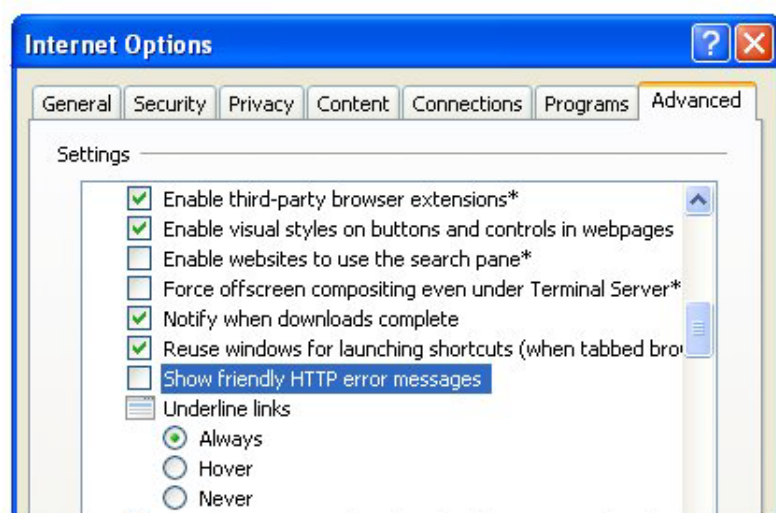 Internet Options
General Security Privacy Content Connections Programs Advanced
Settings
Enable third-party browser extensions*
Enable visual styles on buttons and controls in webpages
Enable websites to use the search pane*
Force offscreen compositing even under Terminal Server*
Notify when downloads complete
Reuse windows for launching shortcuts (when tabbed
Show friendly HTTP error messages
Underline links
Always
Hover
Never